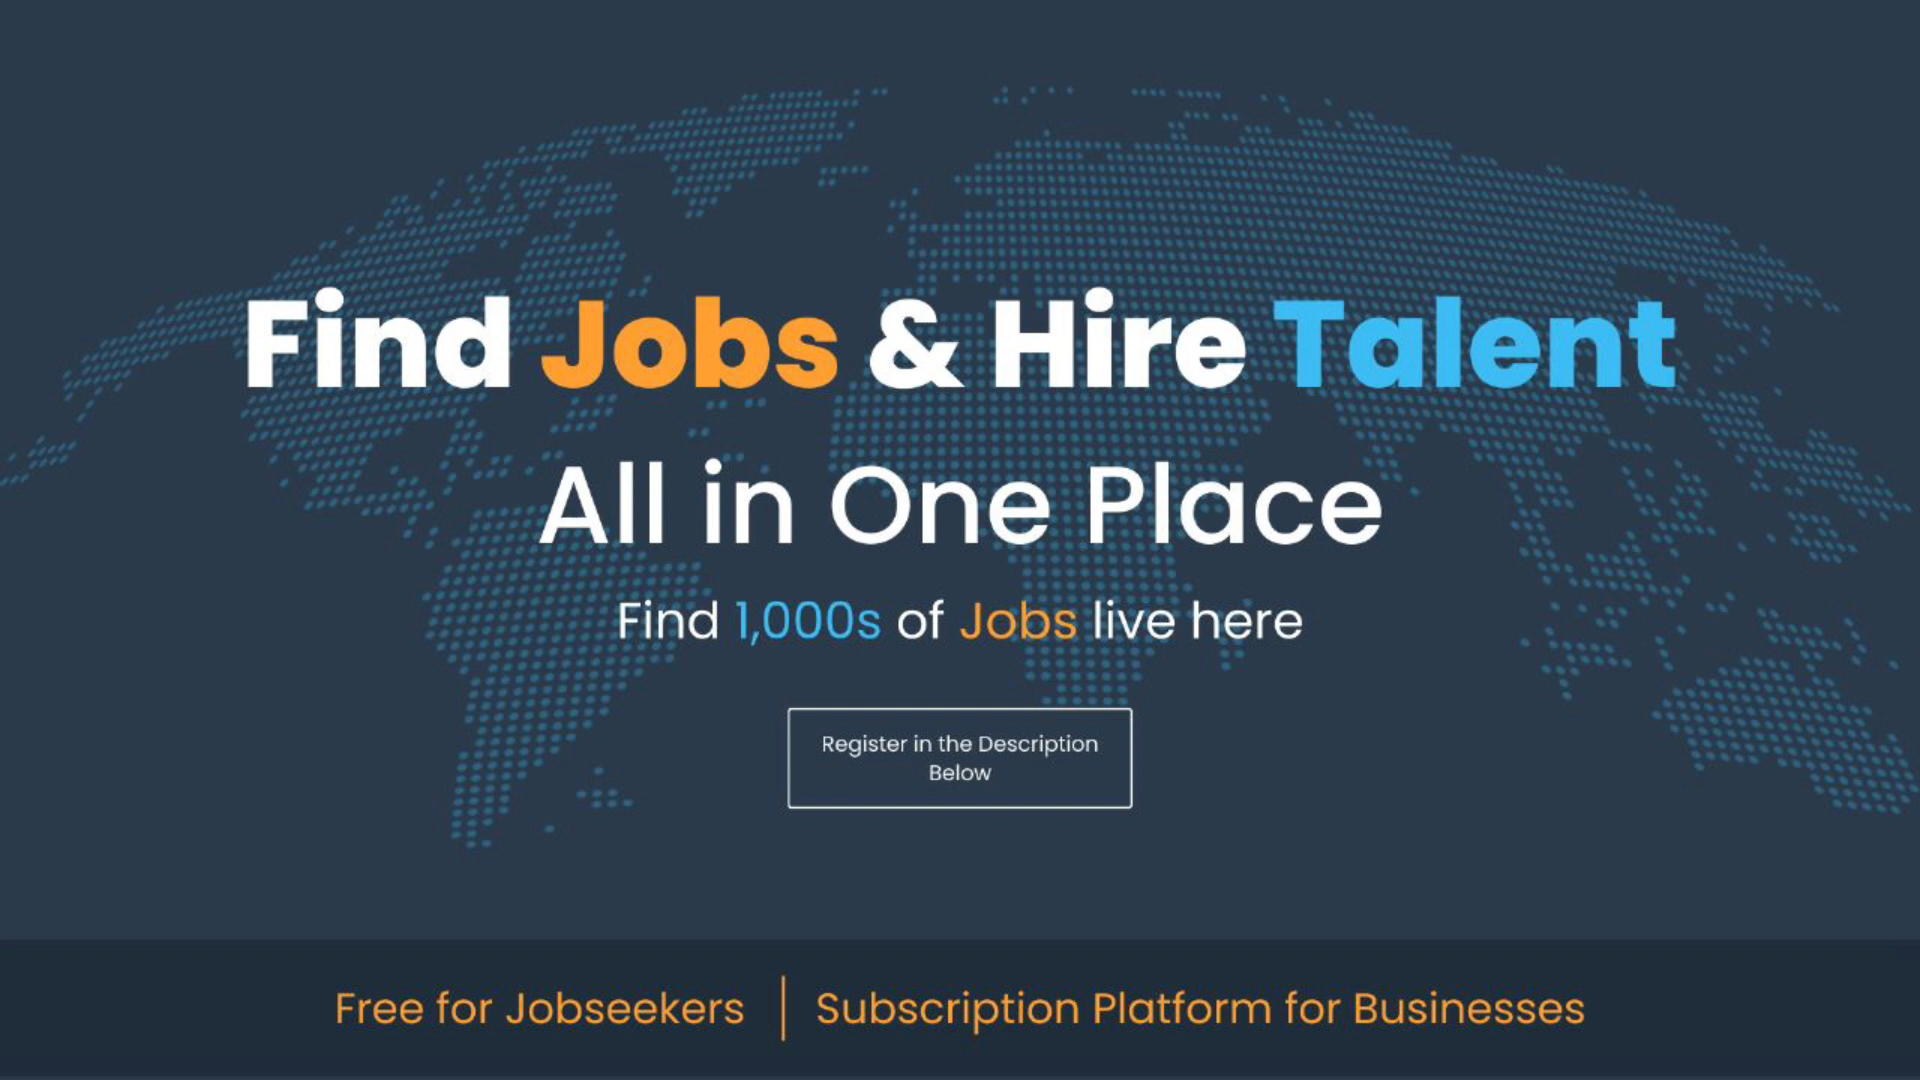 Find Jobs & Hire Talent
All in One Place
Find 1,000s of Jobs live here
Register in the Description
Below
Free for Jobseekers | Subscription Platform for Businesses